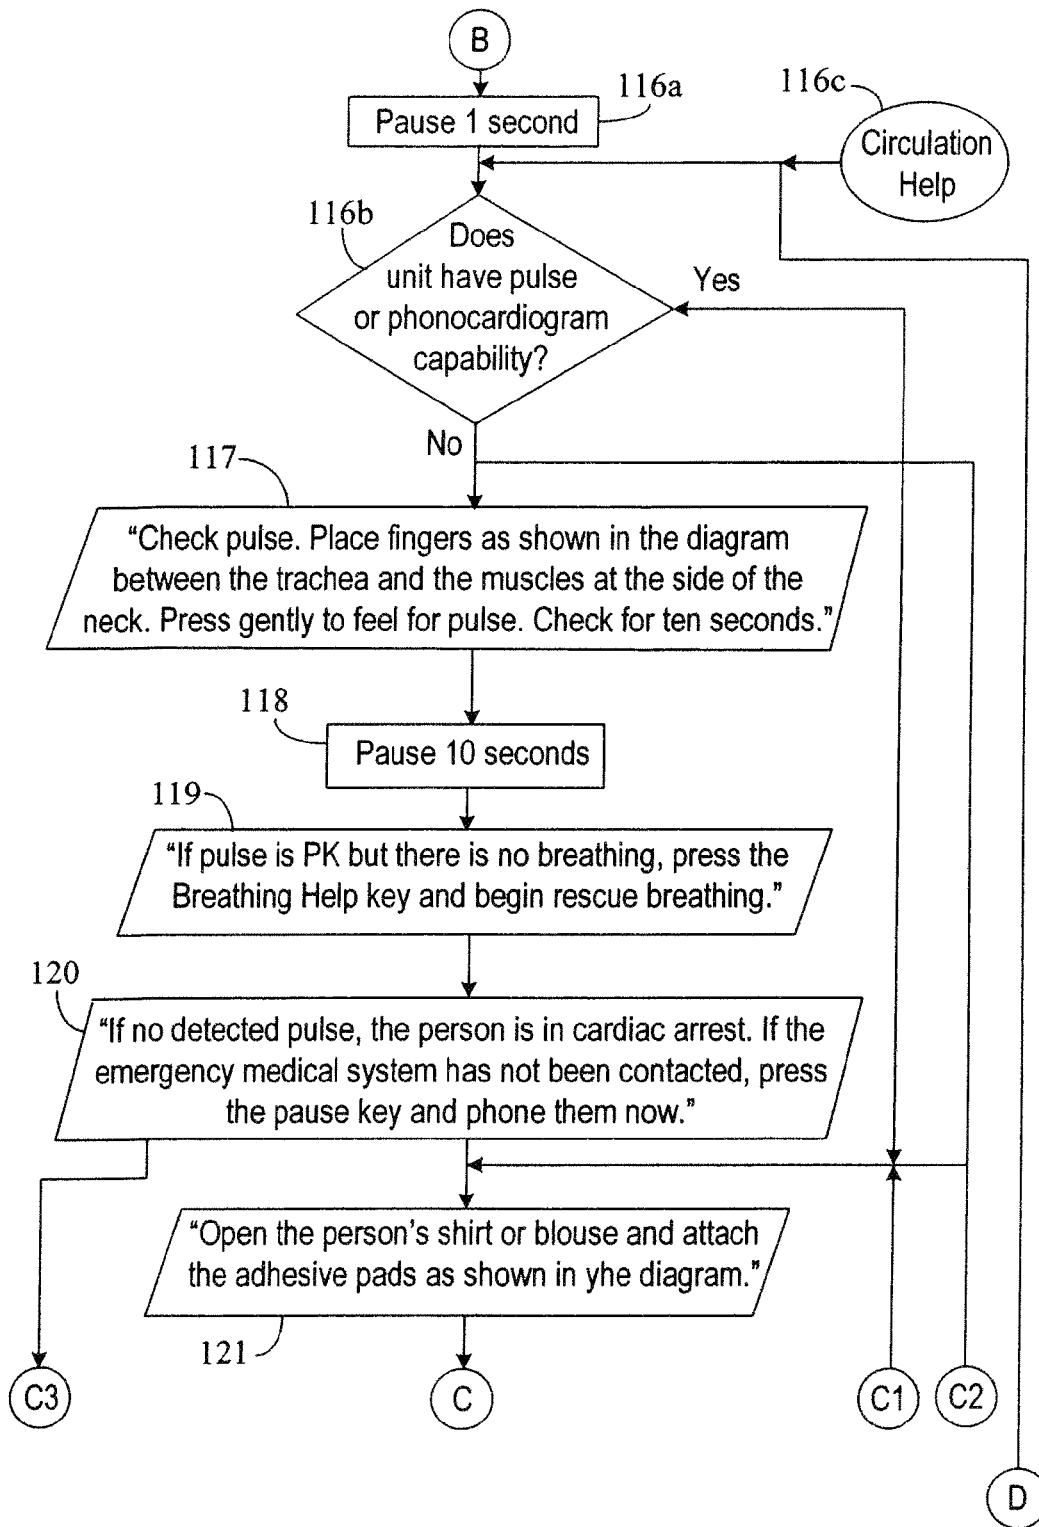 B
116a
Pause 1 second
116c
Circulation
Help
116b
Does
unit have pulse
or phonocardiogram
capability?
Yes
No
117
“Check pulse. Place fingers as shown in the diagram
between the trachea and the muscles at the side of the
neck. Press gently to feel for pulse. Check for ten seconds.”
118
Pause 10 seconds
119
“If pulse is PK but there is no breathing, press the
Breathing Help key and begin rescue breathing.”
120
“If no detected pulse, the person is in cardiac arrest. If the
emergency medical system has not been contacted, press
the pause key and phone them now.”
“Open the person’s shirt or blouse and attach
the adhesive pads as shown in yhe diagram.”
121
C3
C
C1
C2
D